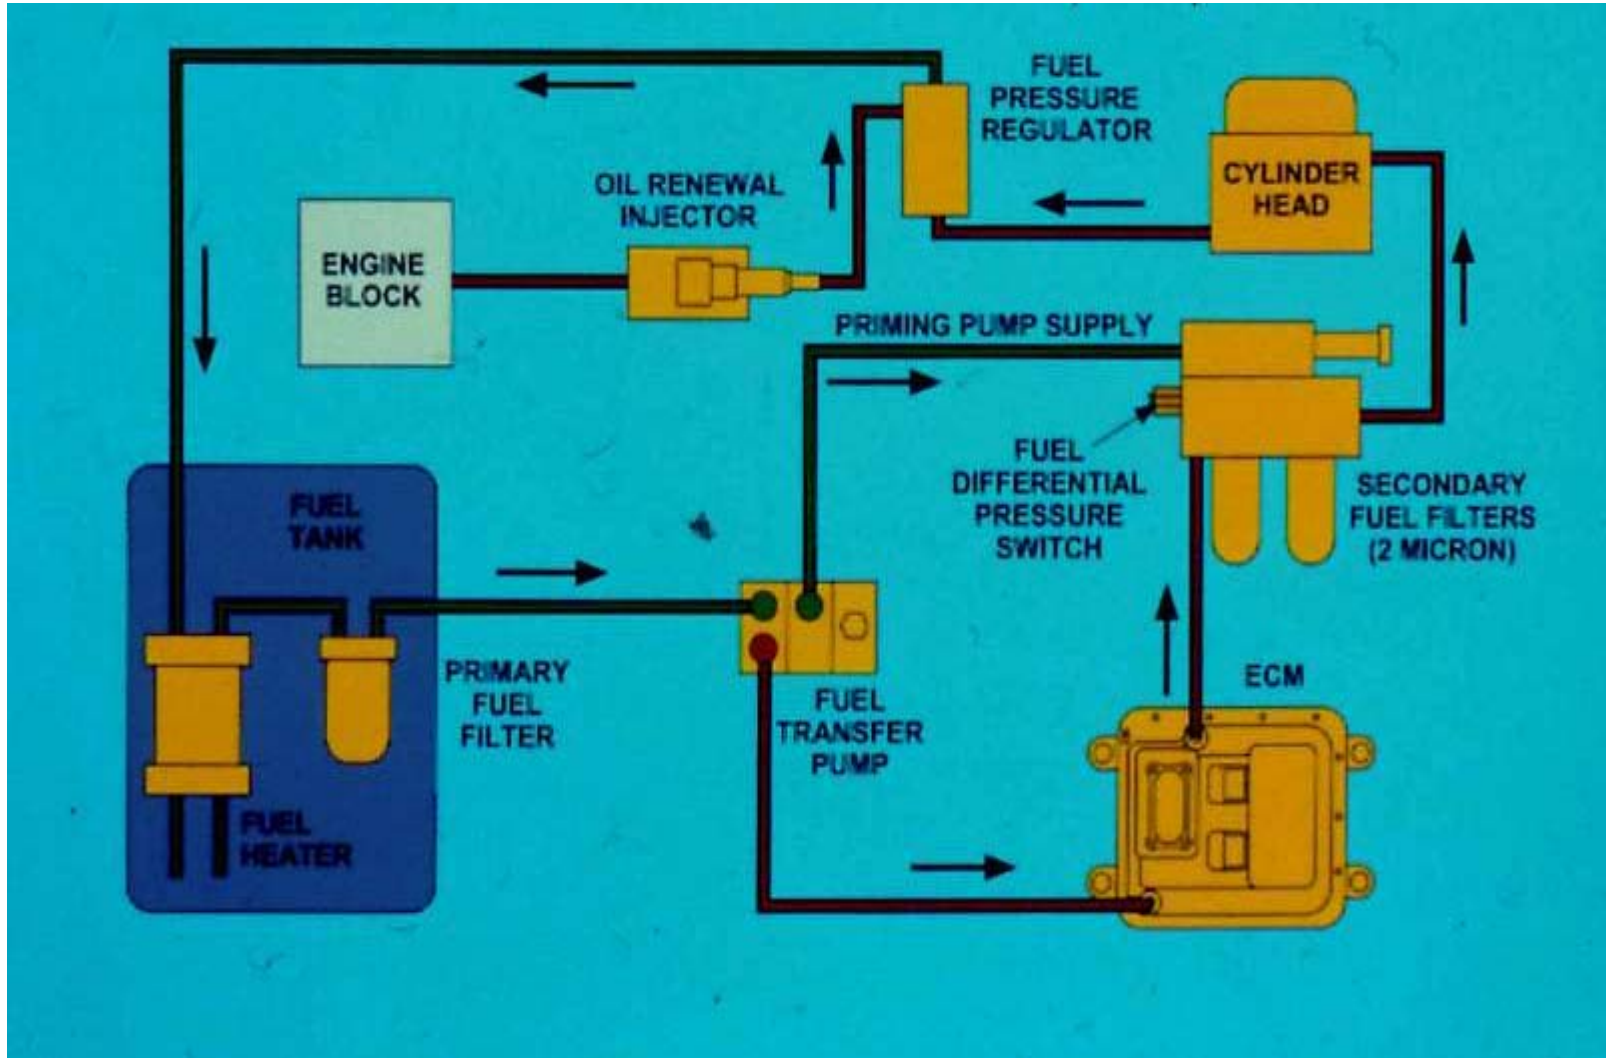 FUEL
PRESSURE
REGULATOR
CYLINDER
HEAD
OIL RENEWAL
INJECTOR
ENGINE
BLOCK
PRIMING PUMP SUPPLY
FUEL
DIFFERENTIAL
PRESSURE
SWITCH
SECONDARY
FUEL FILTERS
(2 MICRON)
FUEL
TANK
PRIMARY
FUEL
FILTER
FUEL
TRANSFER
PUMP
ECM
FUEL
HEATER